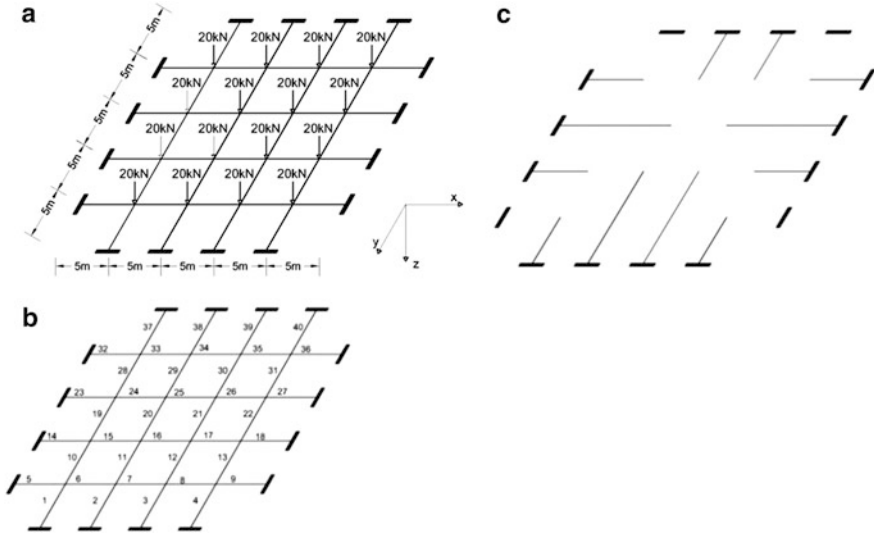 a
20kN 20kN 20kN 20kN
20kN 20kN 20kN 20kN
20kN 20kN 20kN 20kN
20kN 20kN 20kN 20kN
5m
5m
5m
5m
5m
5m 5m 5m 5m 5m
x
y
z
b
37 38 39 40
32 33 34 35 36
28 29 30 31
23 24 25 26 27
19 20 21 22
14 15 16 17 18
10 11 12 13
5 6 7 8 9
1 2 3 4
c